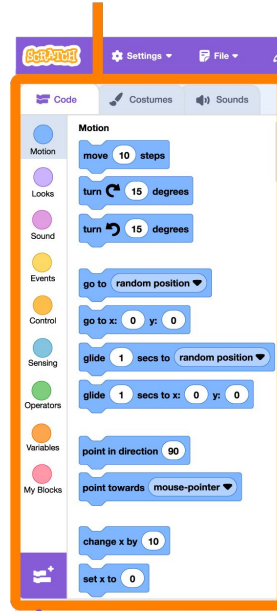 SCRATCH Settings File
Code Costumes Sounds
Motion
Looks
Sound
Events
Control
Sensing
Operators
Variables
My Blocks
Motion
move 10 steps
turn 15 degrees
turn 15 degrees
go to random position
go to x: 0 y: 0
glide 1 secs to random position
glide 1 secs to x: 0 y: 0
point in direction 90
point towards mouse-pointer
change x by 10
set x to 0